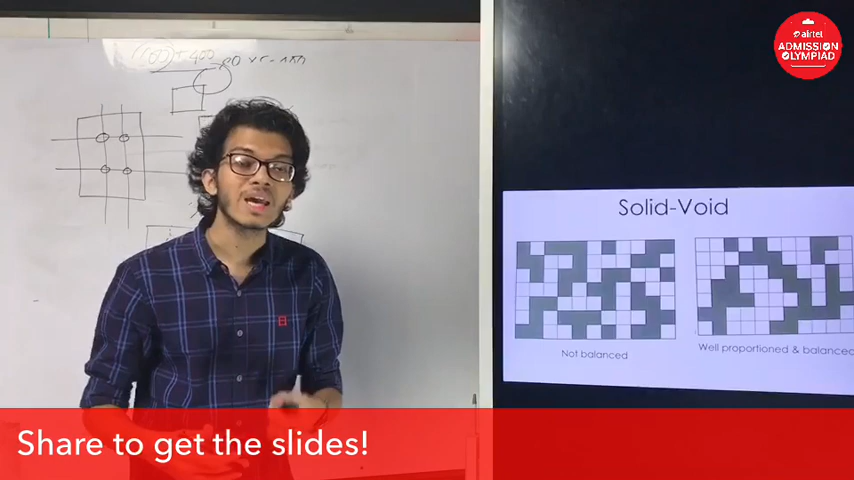 airtel
ADMISSION
OLYMPIAD
Solid-Void
Not balanced
Well proportioned & balanced
Share to get the slides!